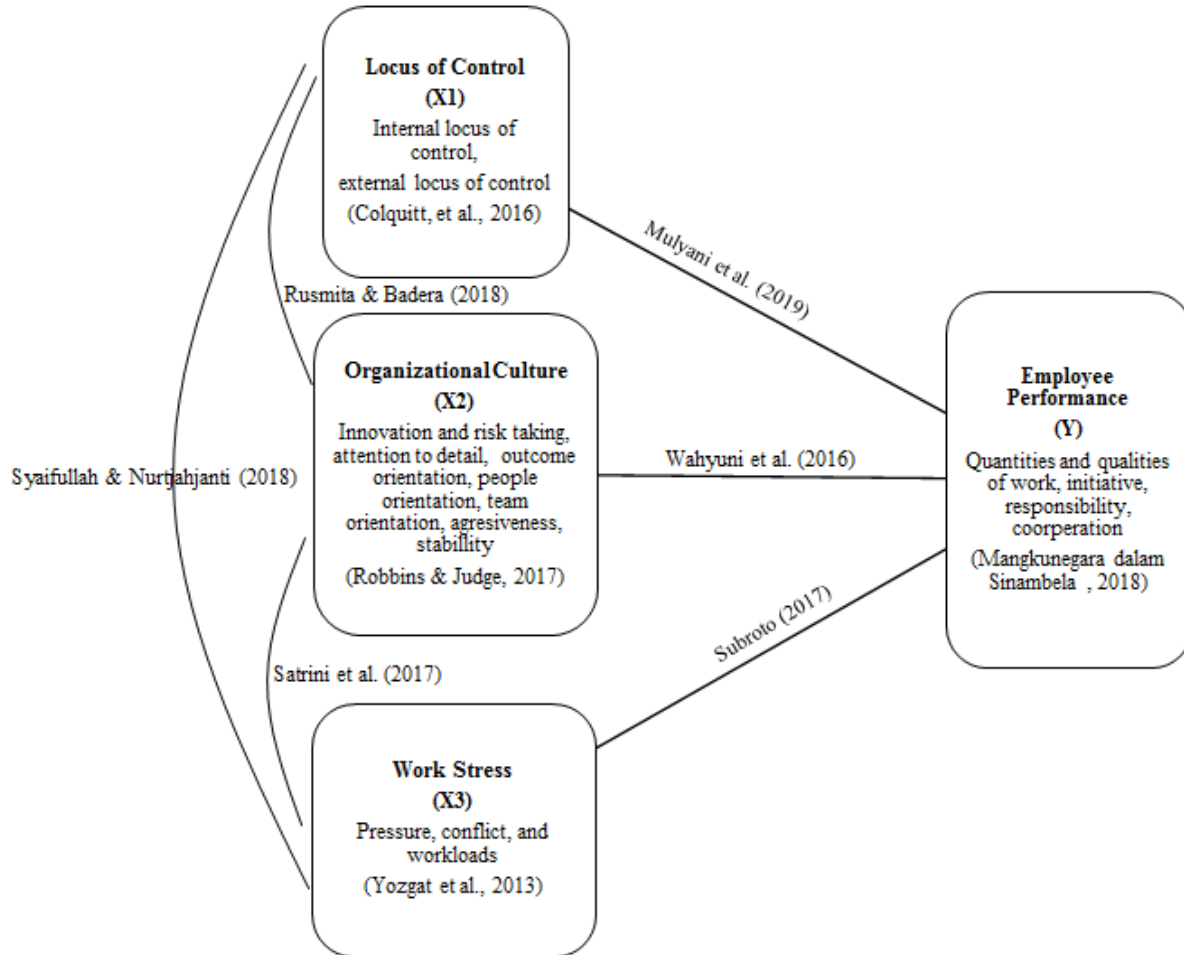 Locus of Control
(X1)
Internal locus of
control,
external locus of control
(Colquitt, et al., 2016)
Mulyani et al. (2019)
Rusmita & Badera (2018)
Organizational Culture
(X2)
Innovation and risk taking,
attention to detail, outcome
orientation, people
orientation, team
orientation, agresiveness,
stabillity
(Robbins & Judge, 2017)
Syaifullah & Nurtjahjanti (2018)
Wahyuni et al. (2016)
Employee
Performance
(Y)
Quantities and qualities
of work, initiative,
responsibility,
coorperation
(Mangkunegara dalam
Sinambela , 2018)
Satrini et al. (2017)
Subroto (2017)
Work Stress
(X3)
Pressure, conflict, and
workloads
(Yozgat et al., 2013)